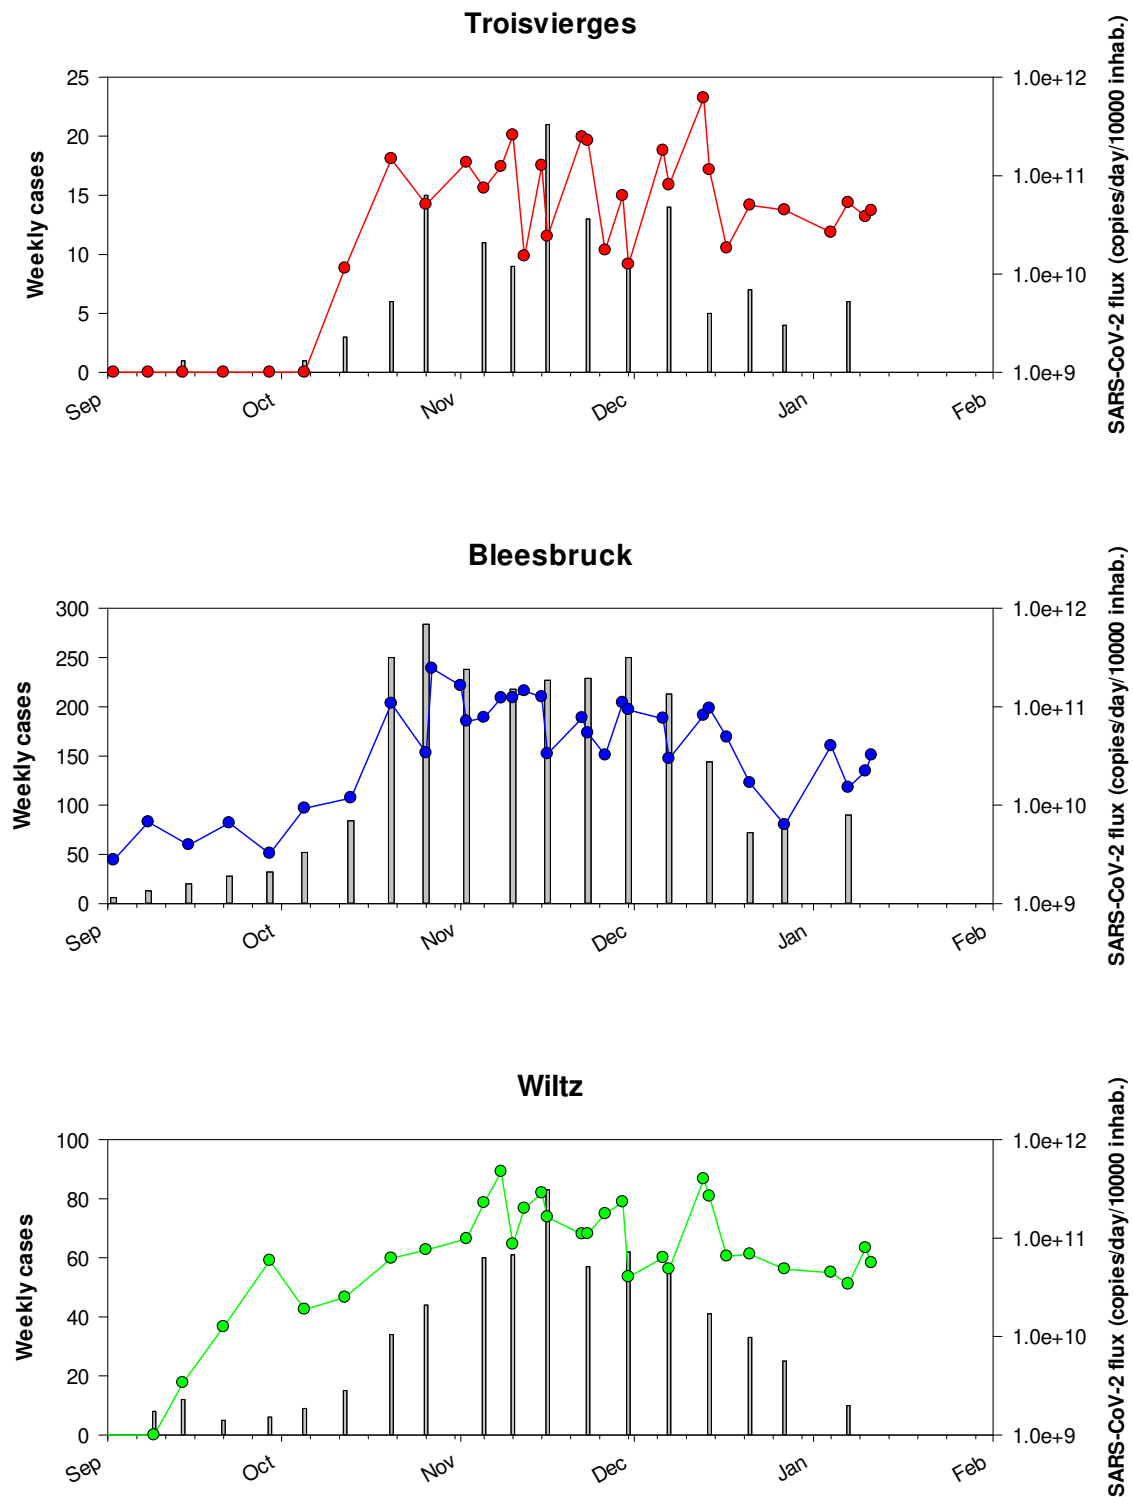 Troisvierges
25
20
15
10
5
0
Weekly cases
1.0e+12
1.0e+11
1.0e+10
1.0e+9
SARS-CoV-2 flux (copies/day/10000 inhab.)
Sep Oct Nov Dec Jan Feb
Bleesbruck
300
250
200
150
100
50
0
Weekly cases
1.0e+12
1.0e+11
1.0e+10
1.0e+9
SARS-CoV-2 flux (copies/day/10000 inhab.)
Sep Oct Nov Dec Jan Feb
Wiltz
100
80
60
40
20
0
Weekly cases
1.0e+12
1.0e+11
1.0e+10
1.0e+9
SARS-CoV-2 flux (copies/day/10000 inhab.)
Sep Oct Nov Dec Jan Feb